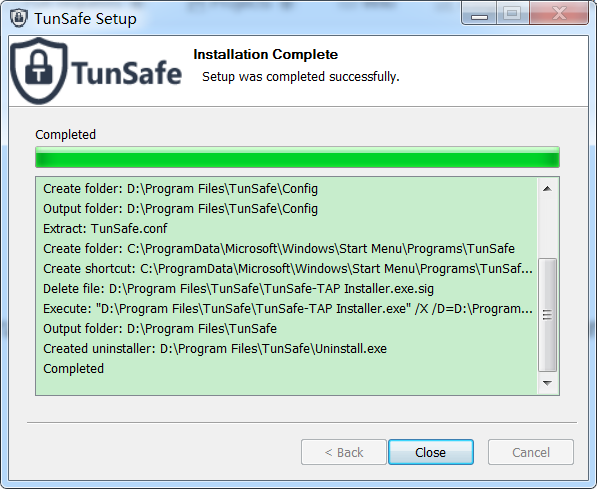 TunSafe Setup
TunSafe
Installation Complete
Setup was completed successfully.
Completed
Create folder: D:\Program Files\TunSafe\Config
Output folder: D:\Program Files\TunSafe\Config
Extract: TunSafe.conf
Create folder: C:\ProgramData\Microsoft\Windows\Start Menu\Programs\TunSafe
Create shortcut: C:\ProgramData\Microsoft\Windows\Start Menu\Programs\TunSaf...
Delete file: D:\Program Files\TunSafe\TunSafe-TAP Installer.exe.sig
Execute: "D:\Program Files\TunSafe\TunSafe-TAP Installer.exe" /X /D=D:\Program...
Output folder: D:\Program Files\TunSafe
Created uninstaller: D:\Program Files\TunSafe\Uninstall.exe
Completed
< Back
Close
Cancel